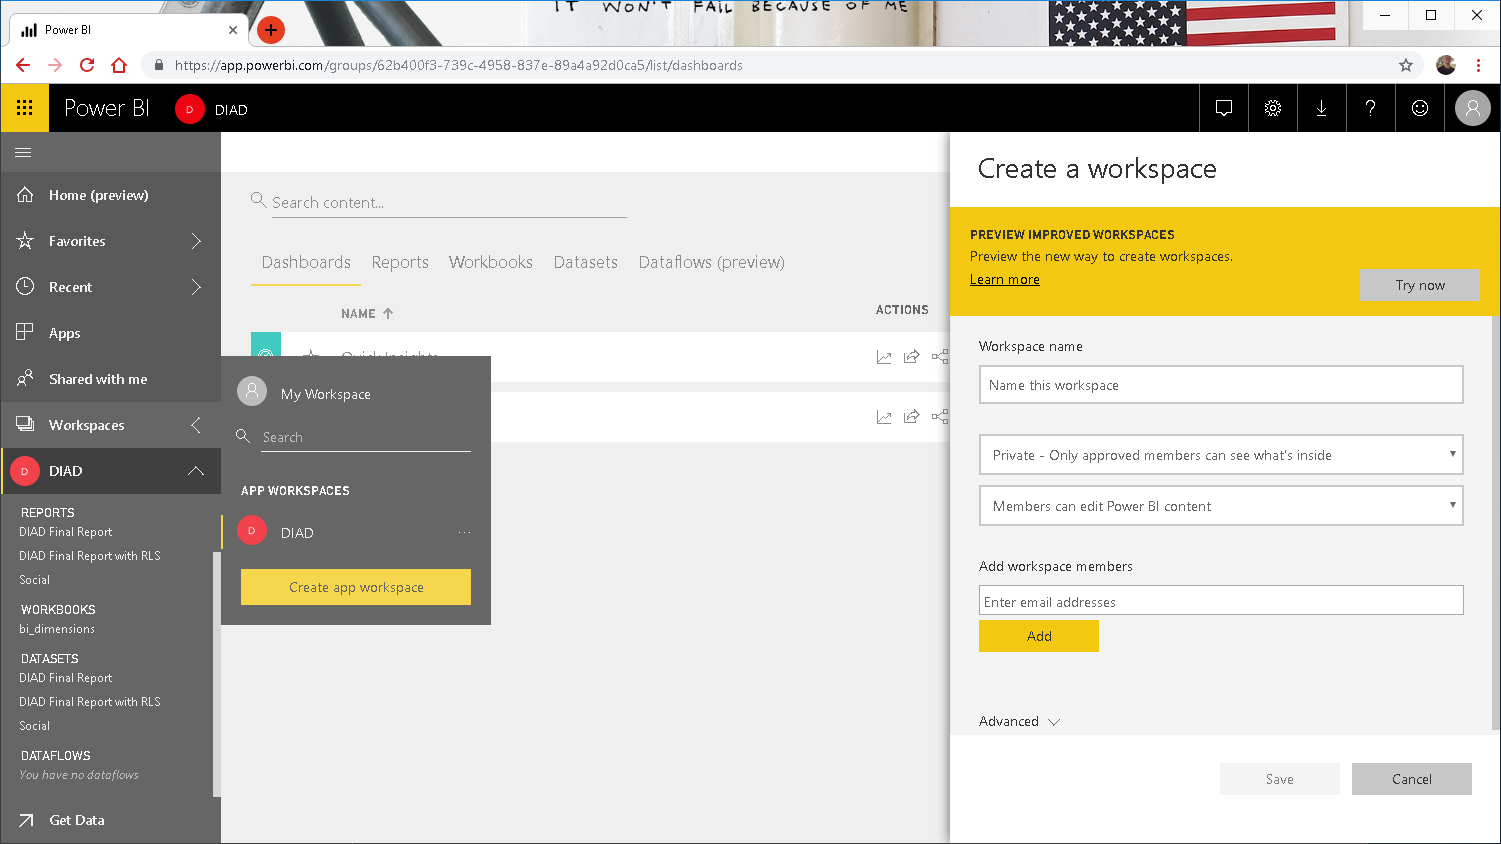 IT WON'T FAIL BECAUSE OF ME
Power BI
https://app.powerbi.com/groups/62b400f3-739c-4958-837e-89a4a92d0ca5/list/dashboards
Power BI
D
DIAD
Home (preview)
Favorites
Recent
Apps
Shared with me
Workspaces
D
DIAD
REPORTS
DIAD Final Report
DIAD Final Report with RLS
Social
WORKBOOKS
bi_dimensions
DATASETS
DIAD Final Report
DIAD Final Report with RLS
Social
DATAFLOWS
You have no dataflows
Get Data
Search content...
Dashboards Reports Workbooks Datasets Dataflows (preview)
NAME
ACTIONS
Quick Insights
My Workspace
Search
APP WORKSPACES
D
DIAD
...
Create app workspace
Create a workspace
PREVIEW IMPROVED WORKSPACES
Preview the new way to create workspaces.
Learn more
Try now
Workspace name
Name this workspace
Private - Only approved members can see what's inside
Members can edit Power BI content
Add workspace members
Enter email addresses
Add
Advanced
Save
Cancel